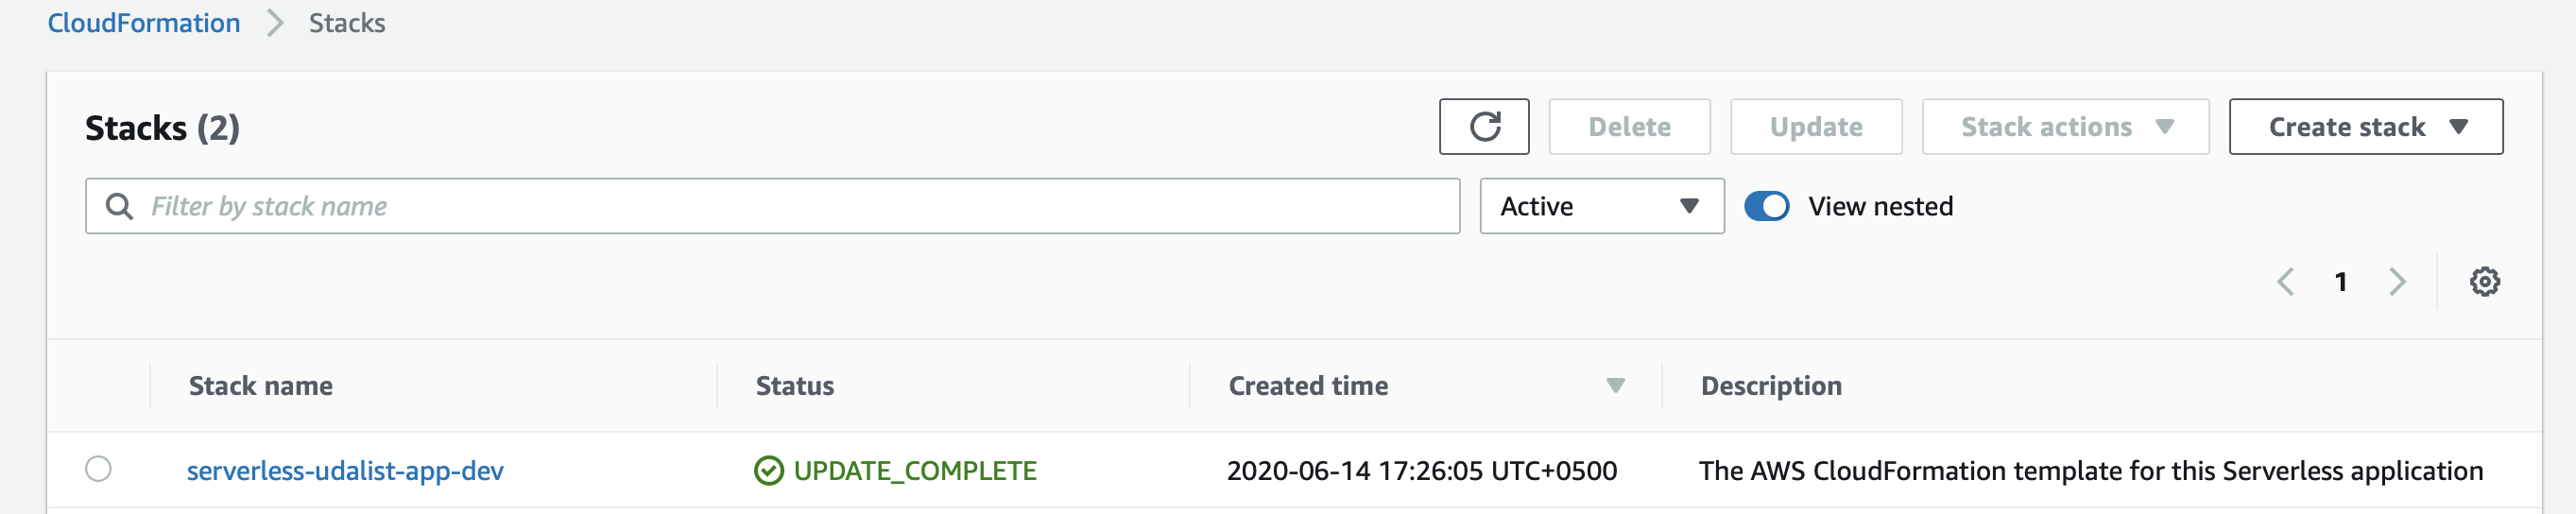 CloudFormation > Stacks
Stacks (2)
Delete
Update
Stack actions
Create stack
Filter by stack name
Active
View nested
1
Stack name Status Created time Description
serverless-udalist-app-dev UPDATE_COMPLETE 2020-06-14 17:26:05 UTC+0500 The AWS CloudFormation template for this Serverless application